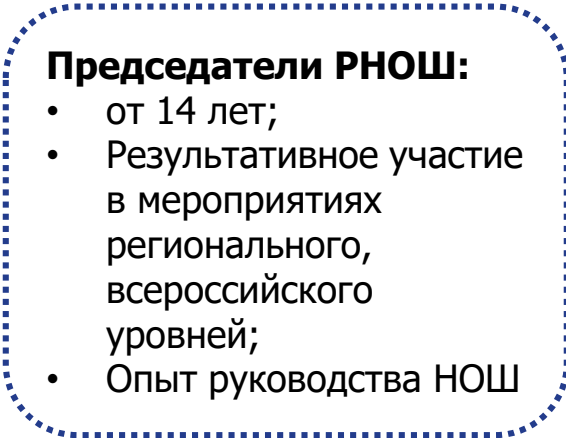 Председатели РНОШ:
• от 14 лет;
• Результативное участие
в мероприятиях
регионального,
всероссийского
уровней;
• Опыт руководства НОШ